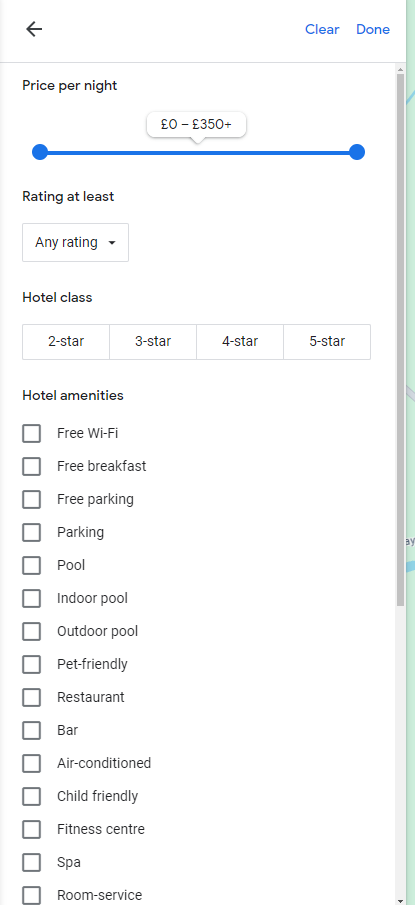 Clear Done
Price per night
£0 – £350+
Rating at least
Any rating
Hotel class
2-star 3-star 4-star 5-star
Hotel amenities
Free Wi-Fi
Free breakfast
Free parking
Parking
Pool
Indoor pool
Outdoor pool
Pet-friendly
Restaurant
Bar
Air-conditioned
Child friendly
Fitness centre
Spa
Room-service